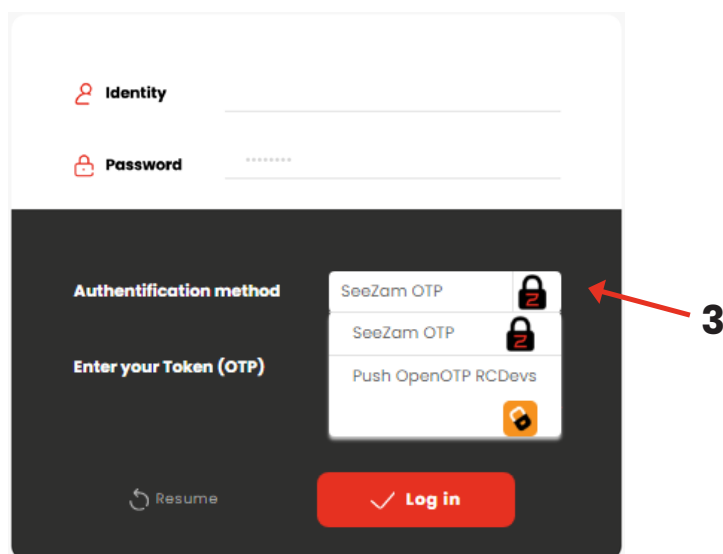 Identity
Password
Authentification method
SeeZam OTP
SeeZam OTP
3
Enter your Token (OTP)
Push OpenOTP RCDevs
Resume
Log in